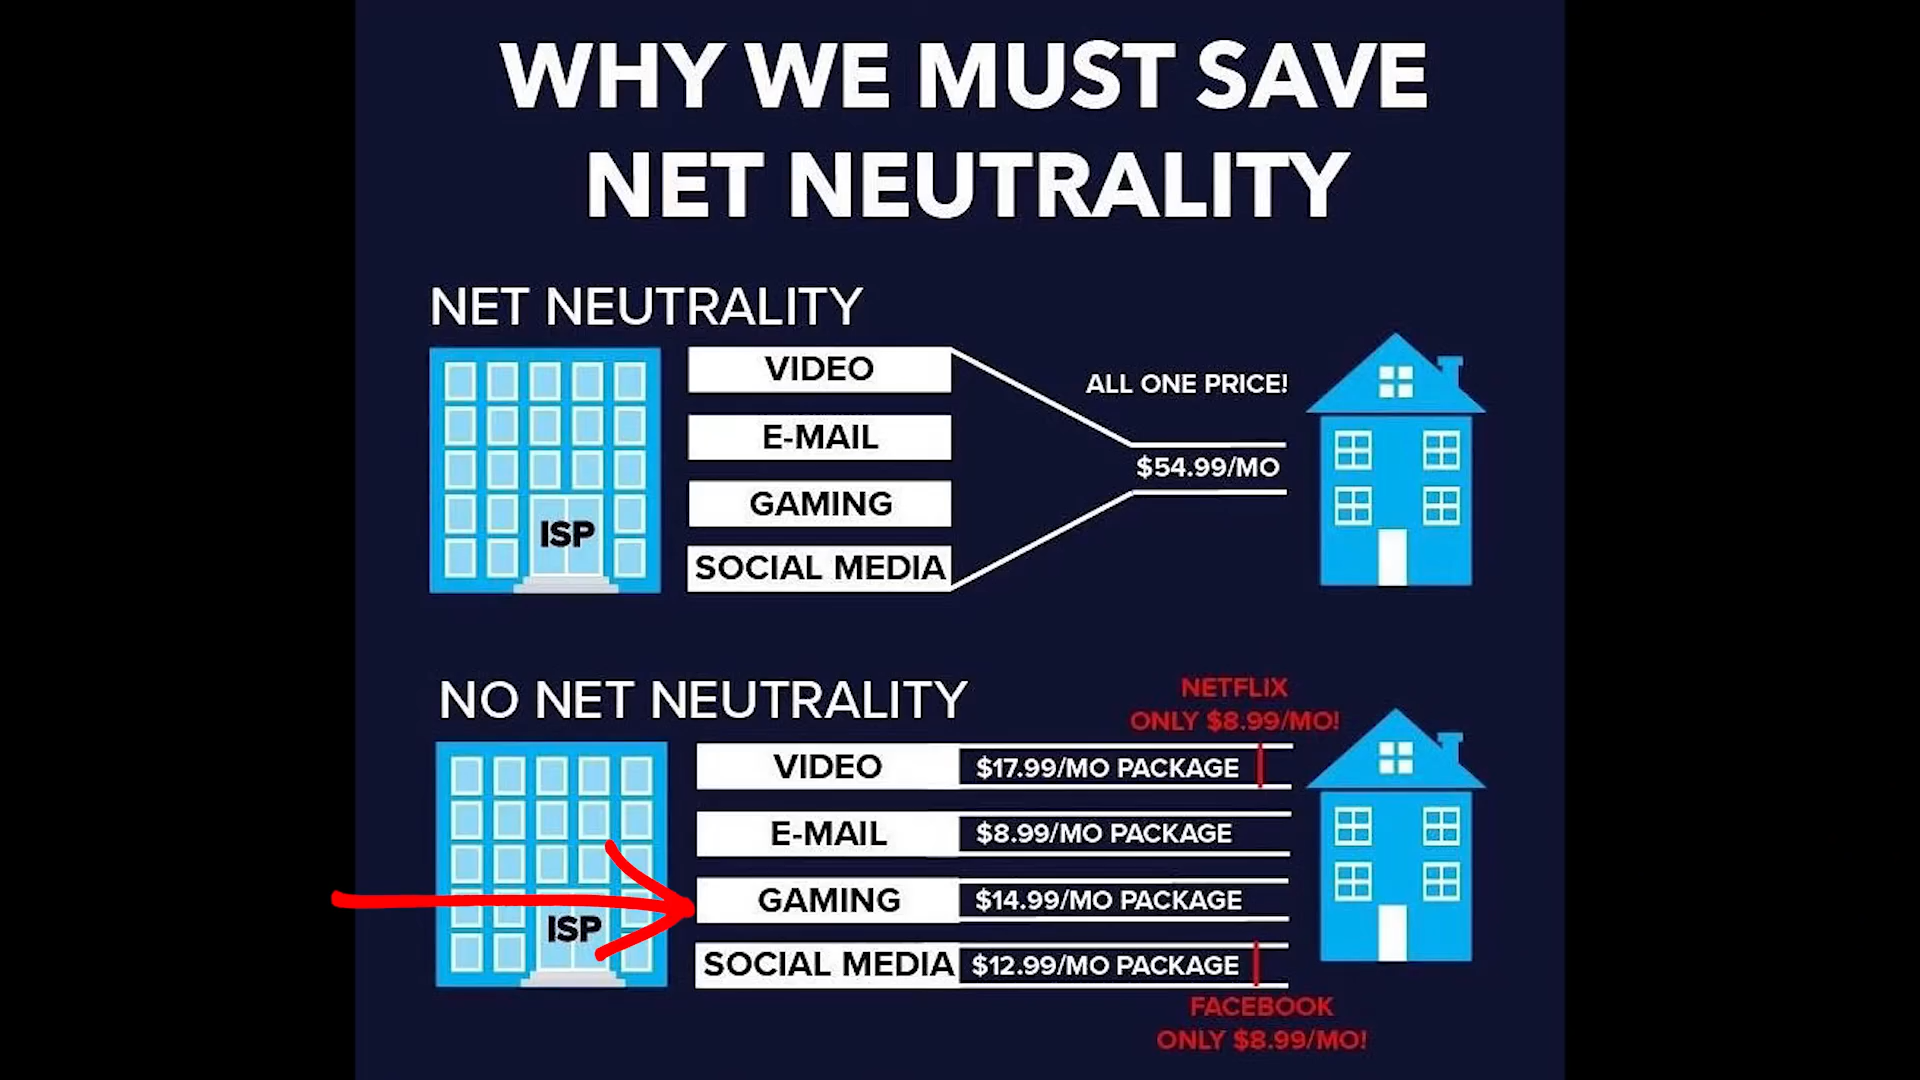 WHY WE MUST SAVE
NET NEUTRALITY
NET NEUTRALITY
VIDEO
E-MAIL
GAMING
SOCIAL MEDIA
ISP
ALL ONE PRICE!
$54.99/MO
NO NET NEUTRALITY
NETFLIX
ONLY $8.99/MO!
VIDEO $17.99/MO PACKAGE
E-MAIL $8.99/MO PACKAGE
GAMING $14.99/MO PACKAGE
ISP
SOCIAL MEDIA $12.99/MO PACKAGE
FACEBOOK
ONLY $8.99/MO!